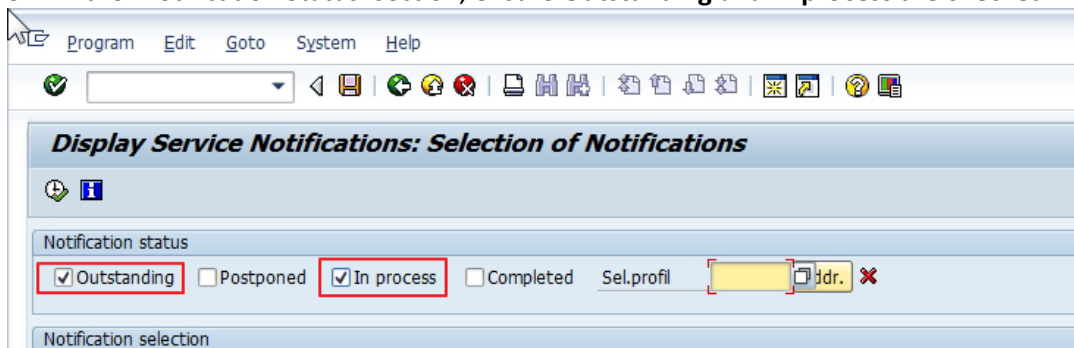 Program Edit Goto System Help
Display Service Notifications: Selection of Notifications
Notification status
Outstanding Postponed In process Completed Sel.profil ddr.
Notification selection